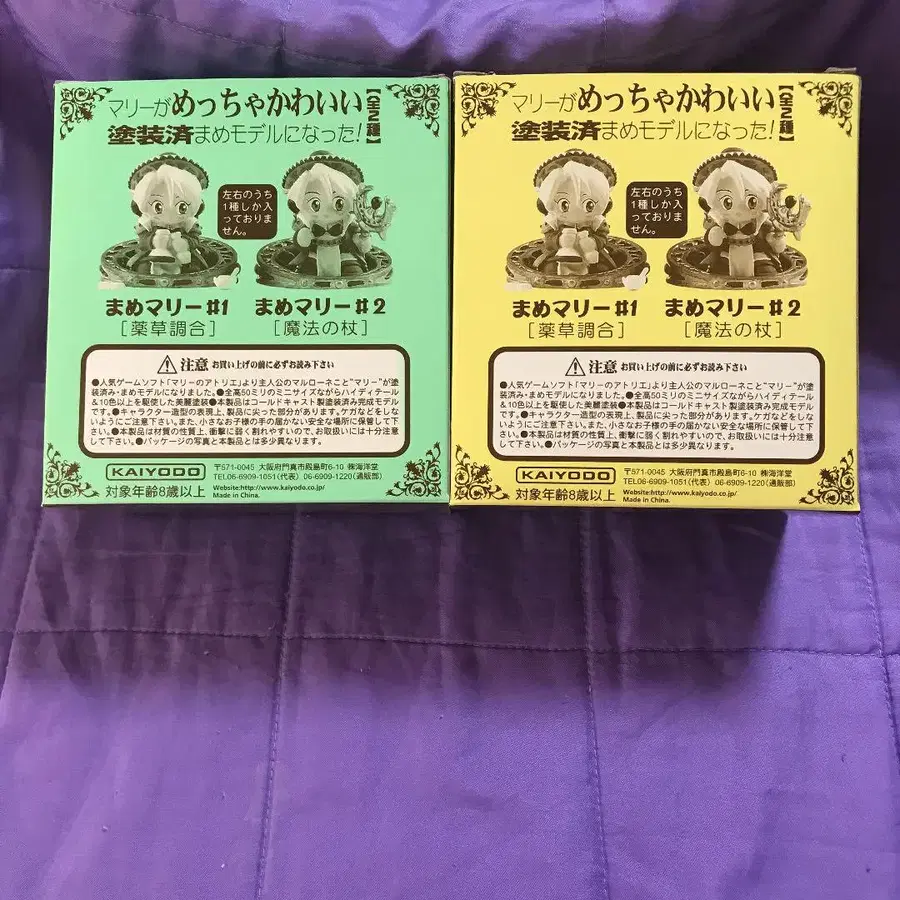 マリーがめっちゃかわいい【全2種】
塗装済まめモデルになった!
左右のうち
1種しか入
っておりま
せん。
まめマリー#1
[薬草調合]
まめマリー#2
[魔法の杖]
注意 お買い上げの前に必ずお読み下さい
●人気ゲームソフト「マリーのアトリエ」より主人公のマルローネこと"マリー"が塗
装済み・まめモデルになりました。●全高50ミリのミニサイズながらハイディテール
&10色以上を駆使した美麗塗装●本製品はコールドキャスト製塗装済み完成モデル
です。●キャラクター造型の表現上、製品に尖った部分があります。ケガなどをしな
いようにご注意下さい。また、小さなお子様の手の届かない安全な場所に保管して下
さい。●本製品は材質の性質上、衝撃に弱く割れやすいので、お取扱いには十分注意
して下さい。●パッケージの写真と本製品とは多少異なります。
KAIYODO
対象年齢8歳以上
〒571-0045 大阪府門真市殿島町6-10 ㈱海洋堂
TEL06-6909-1051(代表) 06-6909-1220(通販部)
Website:http://www.kaiyodo.co.jp/
Made in China.
マリーがめっちゃかわいい【全2種】
塗装済まめモデルになった!
左右のうち
1種しか入
っておりま
せん。
まめマリー#1
[薬草調合]
まめマリー#2
[魔法の杖]
注意 お買い上げの前に必ずお読み下さい
●人気ゲームソフト「マリーのアトリエ」より主人公のマルローネこと"マリー"が塗
装済み・まめモデルになりました。●全高50ミリのミニサイズながらハイディテール
&10色以上を駆使した美麗塗装●本製品はコールドキャスト製塗装済み完成モデル
です。●キャラクター造型の表現上、製品に尖った部分があります。ケガなどをしな
いようにご注意下さい。また、小さなお子様の手の届かない安全な場所に保管して下
さい。●本製品は材質の性質上、衝撃に弱く割れやすいので、お取扱いには十分注意
して下さい。●パッケージの写真と本製品とは多少異なります。
KAIYODO
対象年齢8歳以上
〒571-0045 大阪府門真市殿島町6-10 ㈱海洋堂
TEL06-6909-1051(代表) 06-6909-1220(通販部)
Website:http://www.kaiyodo.co.jp/
Made in China.